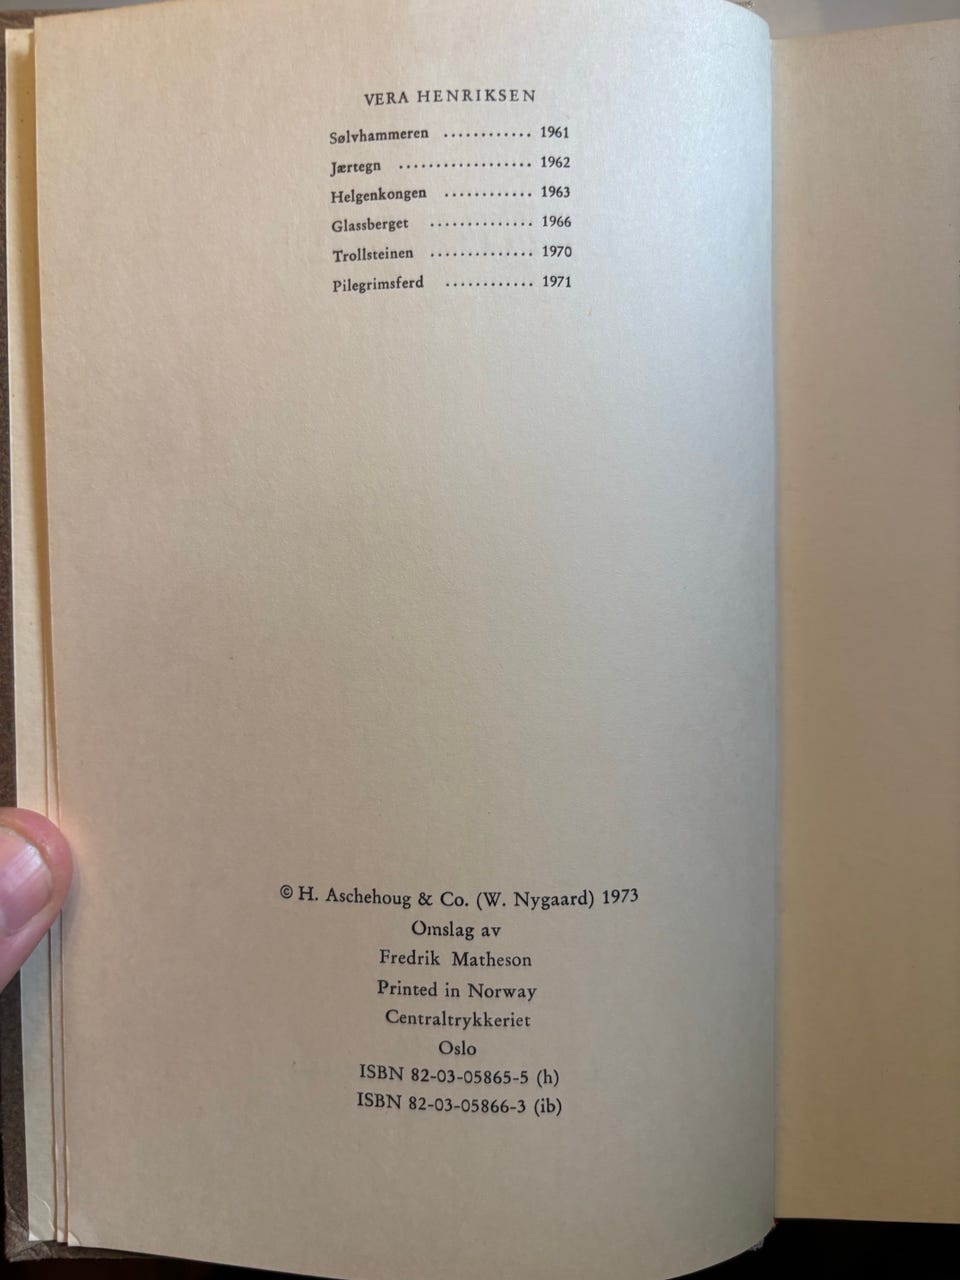 VERA HENRIKSEN
Sølvhammeren ............ 1961
Jærtegn .................. 1962
Helgenkongen ............ 1963
Glassberget .............. 1966
Trollsteinen .............. 1970
Pilegrimsferd ............ 1971
© H. Aschehoug & Co. (W. Nygaard) 1973
Omslag av
Fredrik Matheson
Printed in Norway
Centraltrykkeriet
Oslo
ISBN 82-03-05865-5 (h)
ISBN 82-03-05866-3 (ib)